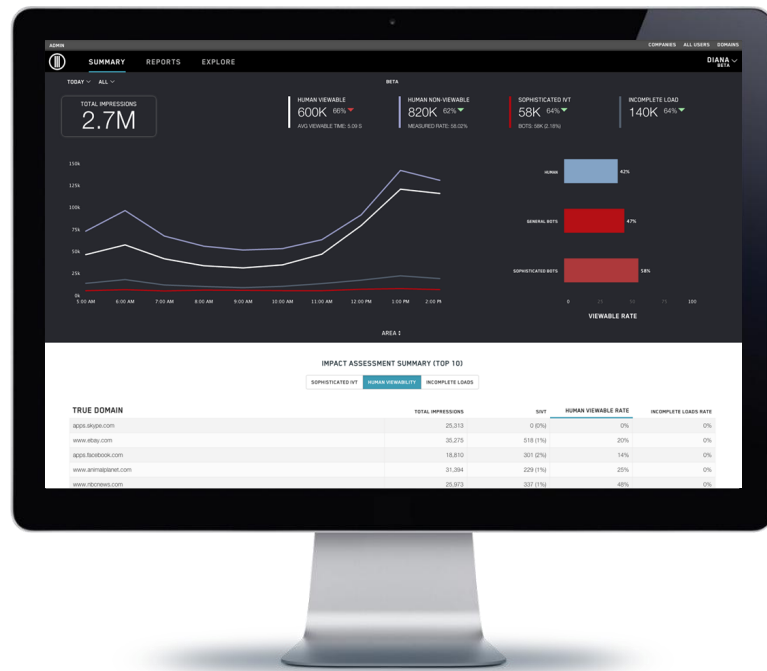 ADMIN COMPANIES ALL USERS DOMAINS
SUMMARY REPORTS EXPLORE DIANA
BETA
TODAY ALL BETA
TOTAL IMPRESSIONS
2.7M
HUMAN VIEWABLE
600K 66%
AVG VIEWABLE TIME: 5.09 S
HUMAN NON-VIEWABLE
820K 62%
MEASURED RATE: 58.02%
SOPHISTICATED IVT
58K 64%
BOTS: 58K (2.18%)
INCOMPLETE LOAD
140K 64%
150k
125k
100k
75k
50k
25k
0k
5:00 AM 6:00 AM 7:00 AM 8:00 AM 9:00 AM 10:00 AM 11:00 AM 12:00 PM 1:00 PM 2:00 P
HUMAN 42%
GENERAL BOTS 47%
SOPHISTICATED BOTS 58%
0 25 50 75 100
VIEWABLE RATE
AREA
IMPACT ASSESSMENT SUMMARY (TOP 10)
SOPHISTICATED IVT HUMAN VIEWABILITY INCOMPLETE LOADS
TRUE DOMAIN TOTAL IMPRESSIONS SIVT HUMAN VIEWABLE RATE INCOMPLETE LOADS RATE
apps.skype.com 25,313 0 (0%) 0% 0%
www.ebay.com 35,275 518 (1%) 20% 0%
apps.facebook.com 18,810 301 (2%) 14% 0%
www.animalplanet.com 31,394 229 (1%) 25% 0%
www.nbcnews.com 25,973 337 (1%) 48% 0%